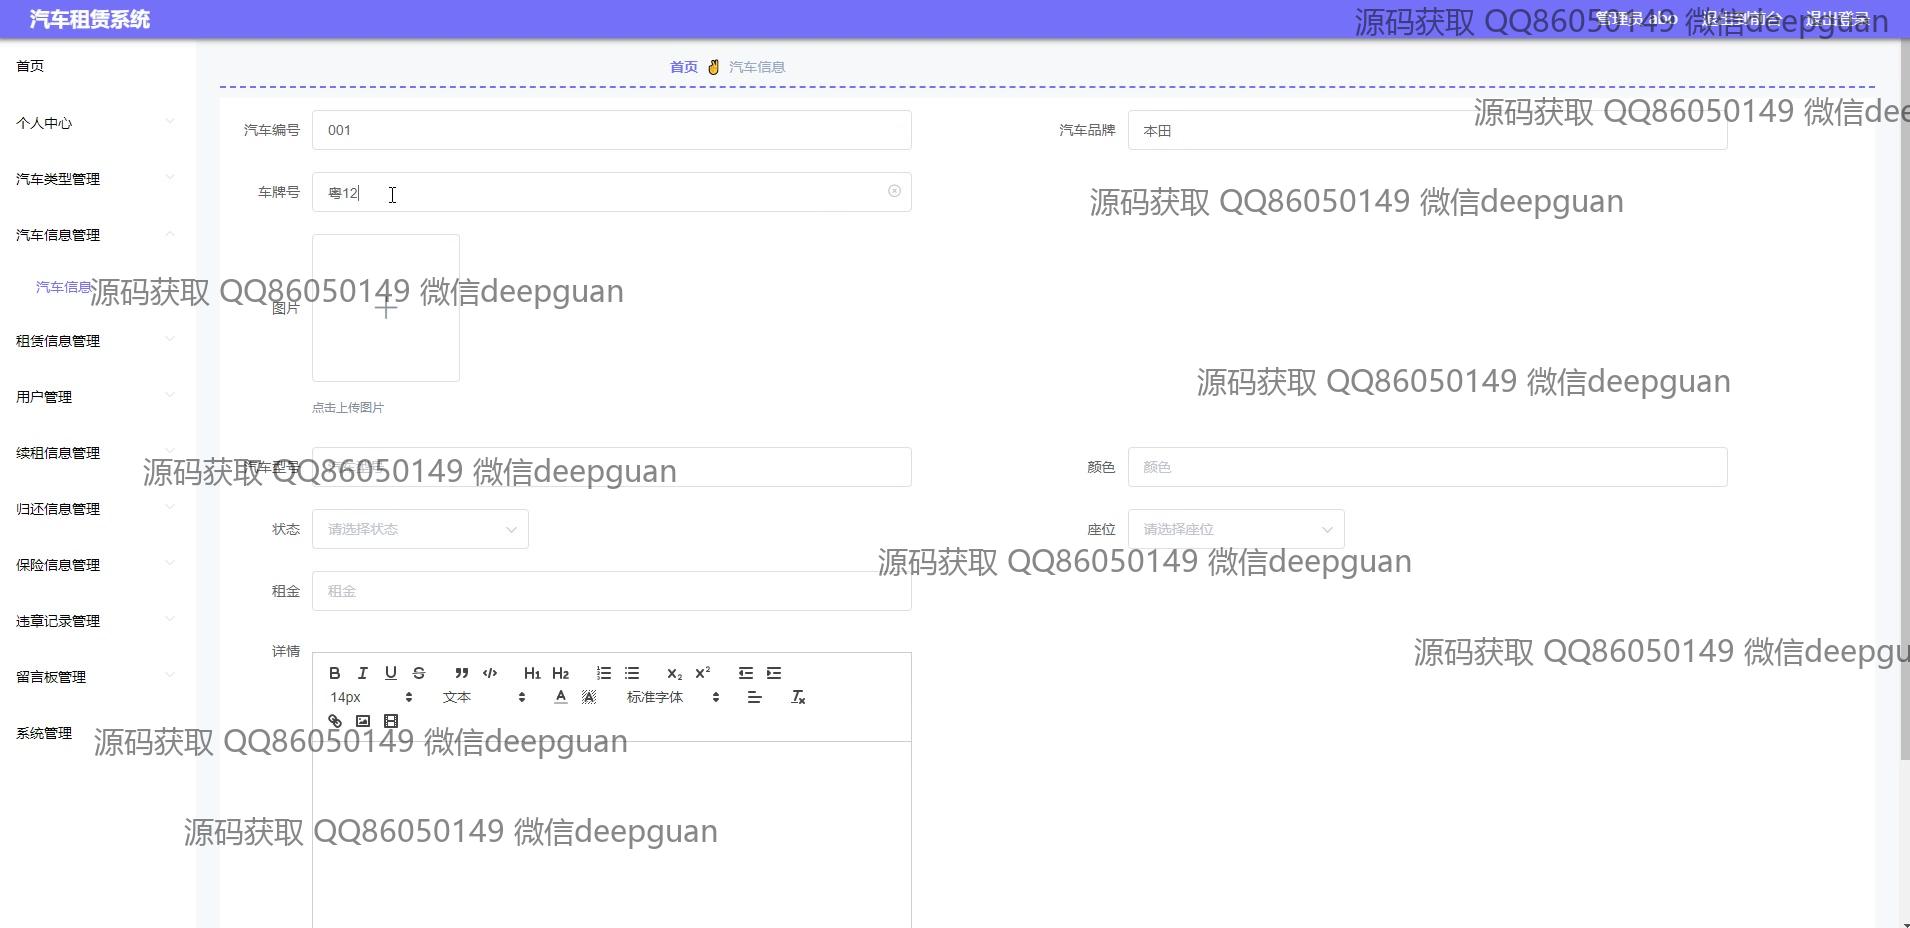 汽车租赁系统
管理员 abo 退出到前台 退出登录
源码获取 QQ86050149 微信deepguan
首页
个人中心
汽车类型管理
汽车信息管理
汽车信息
租赁信息管理
用户管理
续租信息管理
归还信息管理
保险信息管理
违章记录管理
留言板管理
系统管理
首页 汽车信息
源码获取 QQ86050149 微信dee
汽车编号 001
汽车品牌 本田
车牌号 粤12
源码获取 QQ86050149 微信deepguan
源码获取 QQ86050149 微信deepguan
图片
点击上传图片
源码获取 QQ86050149 微信deepguan
汽车型号
源码获取 QQ86050149 微信deepguan
颜色 颜色
状态 请选择状态
座位 请选择座位
源码获取 QQ86050149 微信deepguan
租金 租金
源码获取 QQ86050149 微信deepgu
详情
B I U S H1 H2 X2 X2
14px 文本 A A 标准字体 Tx
源码获取 QQ86050149 微信deepguan
源码获取 QQ86050149 微信deepguan